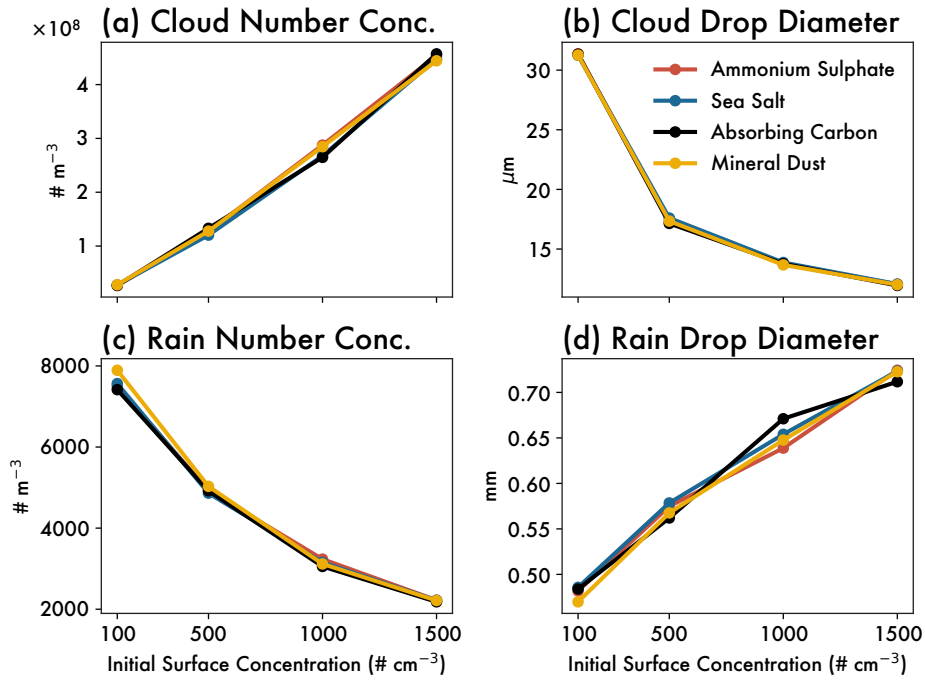 (a) Cloud Number Conc.
×10⁸
4
3
2
1
# m⁻³
(b) Cloud Drop Diameter
30
25
20
15
μm
Ammonium Sulphate
Sea Salt
Absorbing Carbon
Mineral Dust
(c) Rain Number Conc.
8000
6000
4000
2000
# m⁻³
100 500 1000 1500
Initial Surface Concentration (# cm⁻³)
(d) Rain Drop Diameter
0.70
0.65
0.60
0.55
0.50
mm
100 500 1000 1500
Initial Surface Concentration (# cm⁻³)